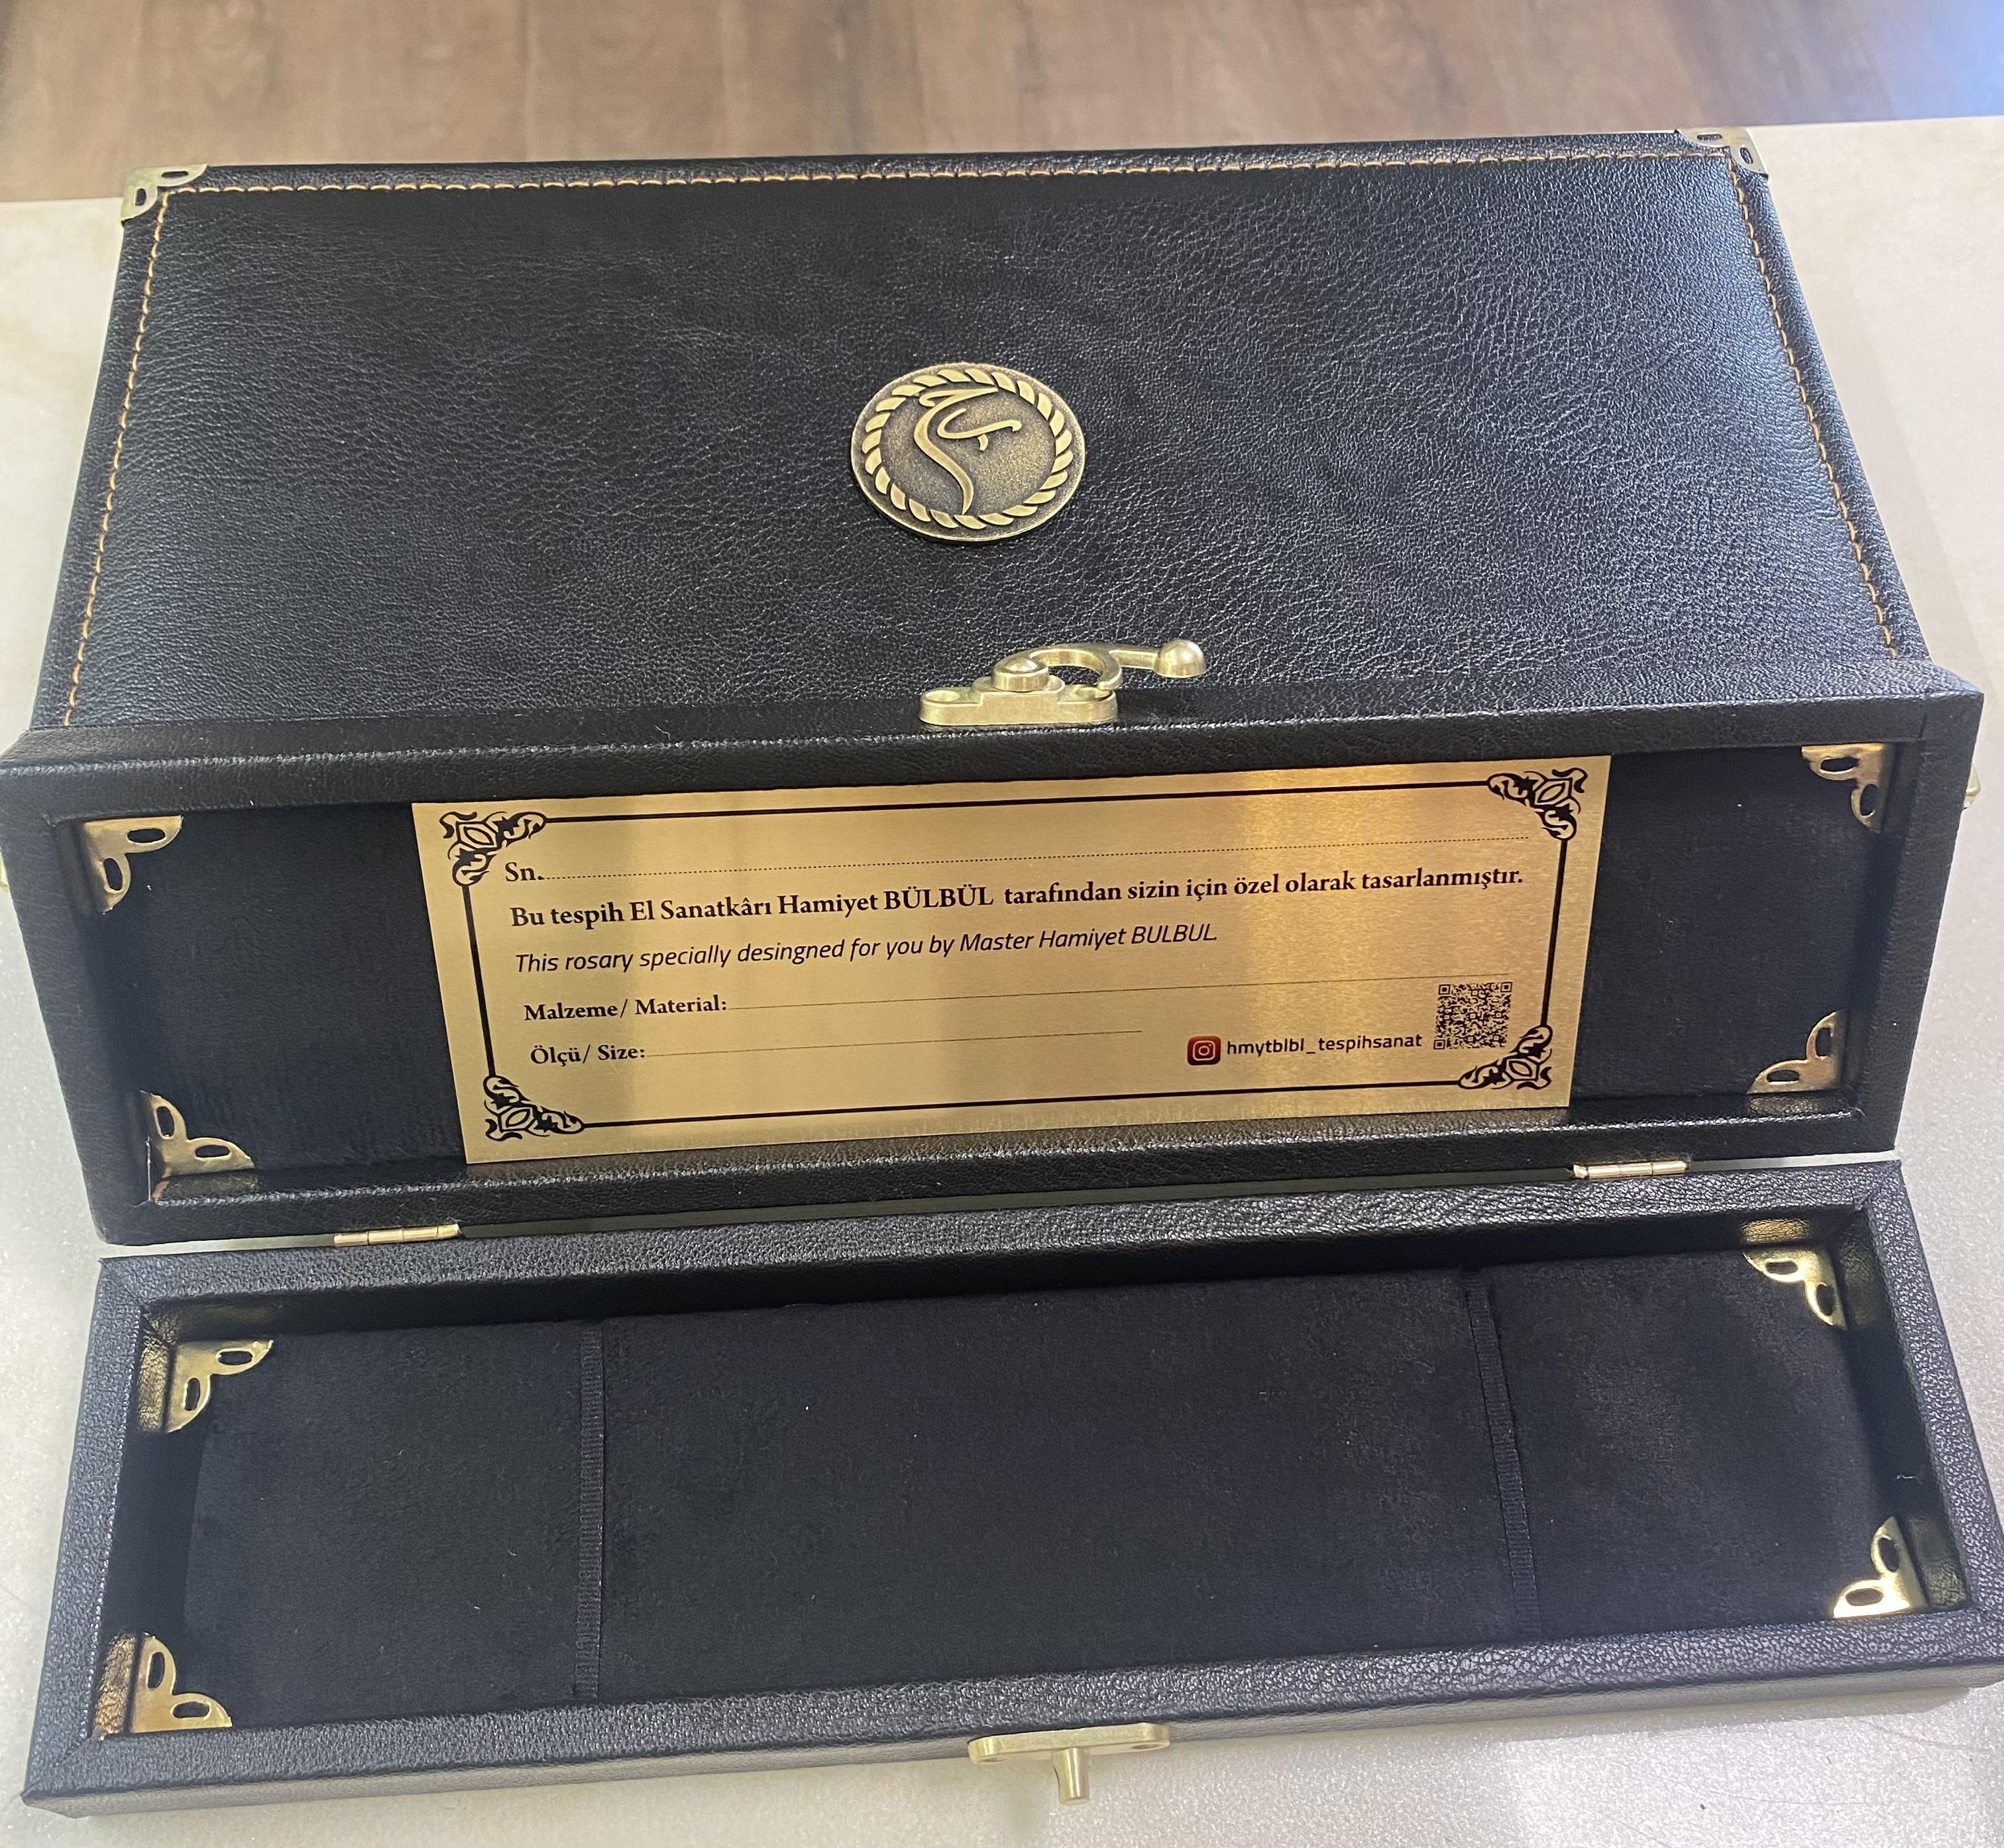 Sn.
Bu tespih El Sanatkârı Hamiyet BÜLBÜL tarafından sizin için özel olarak tasarlanmıştır.
This rosary specially desingned for you by Master Hamiyet BULBUL.
Malzeme/ Material:
Ölçü/ Size:
hmytblbl_tespihsanat